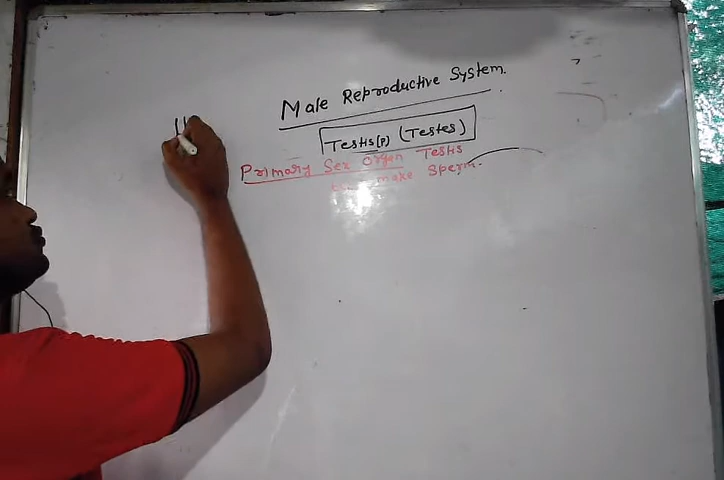 Male Reproductive System.
Testis(P) (Testes)
Primary Sex organ Testis
make Sperm.